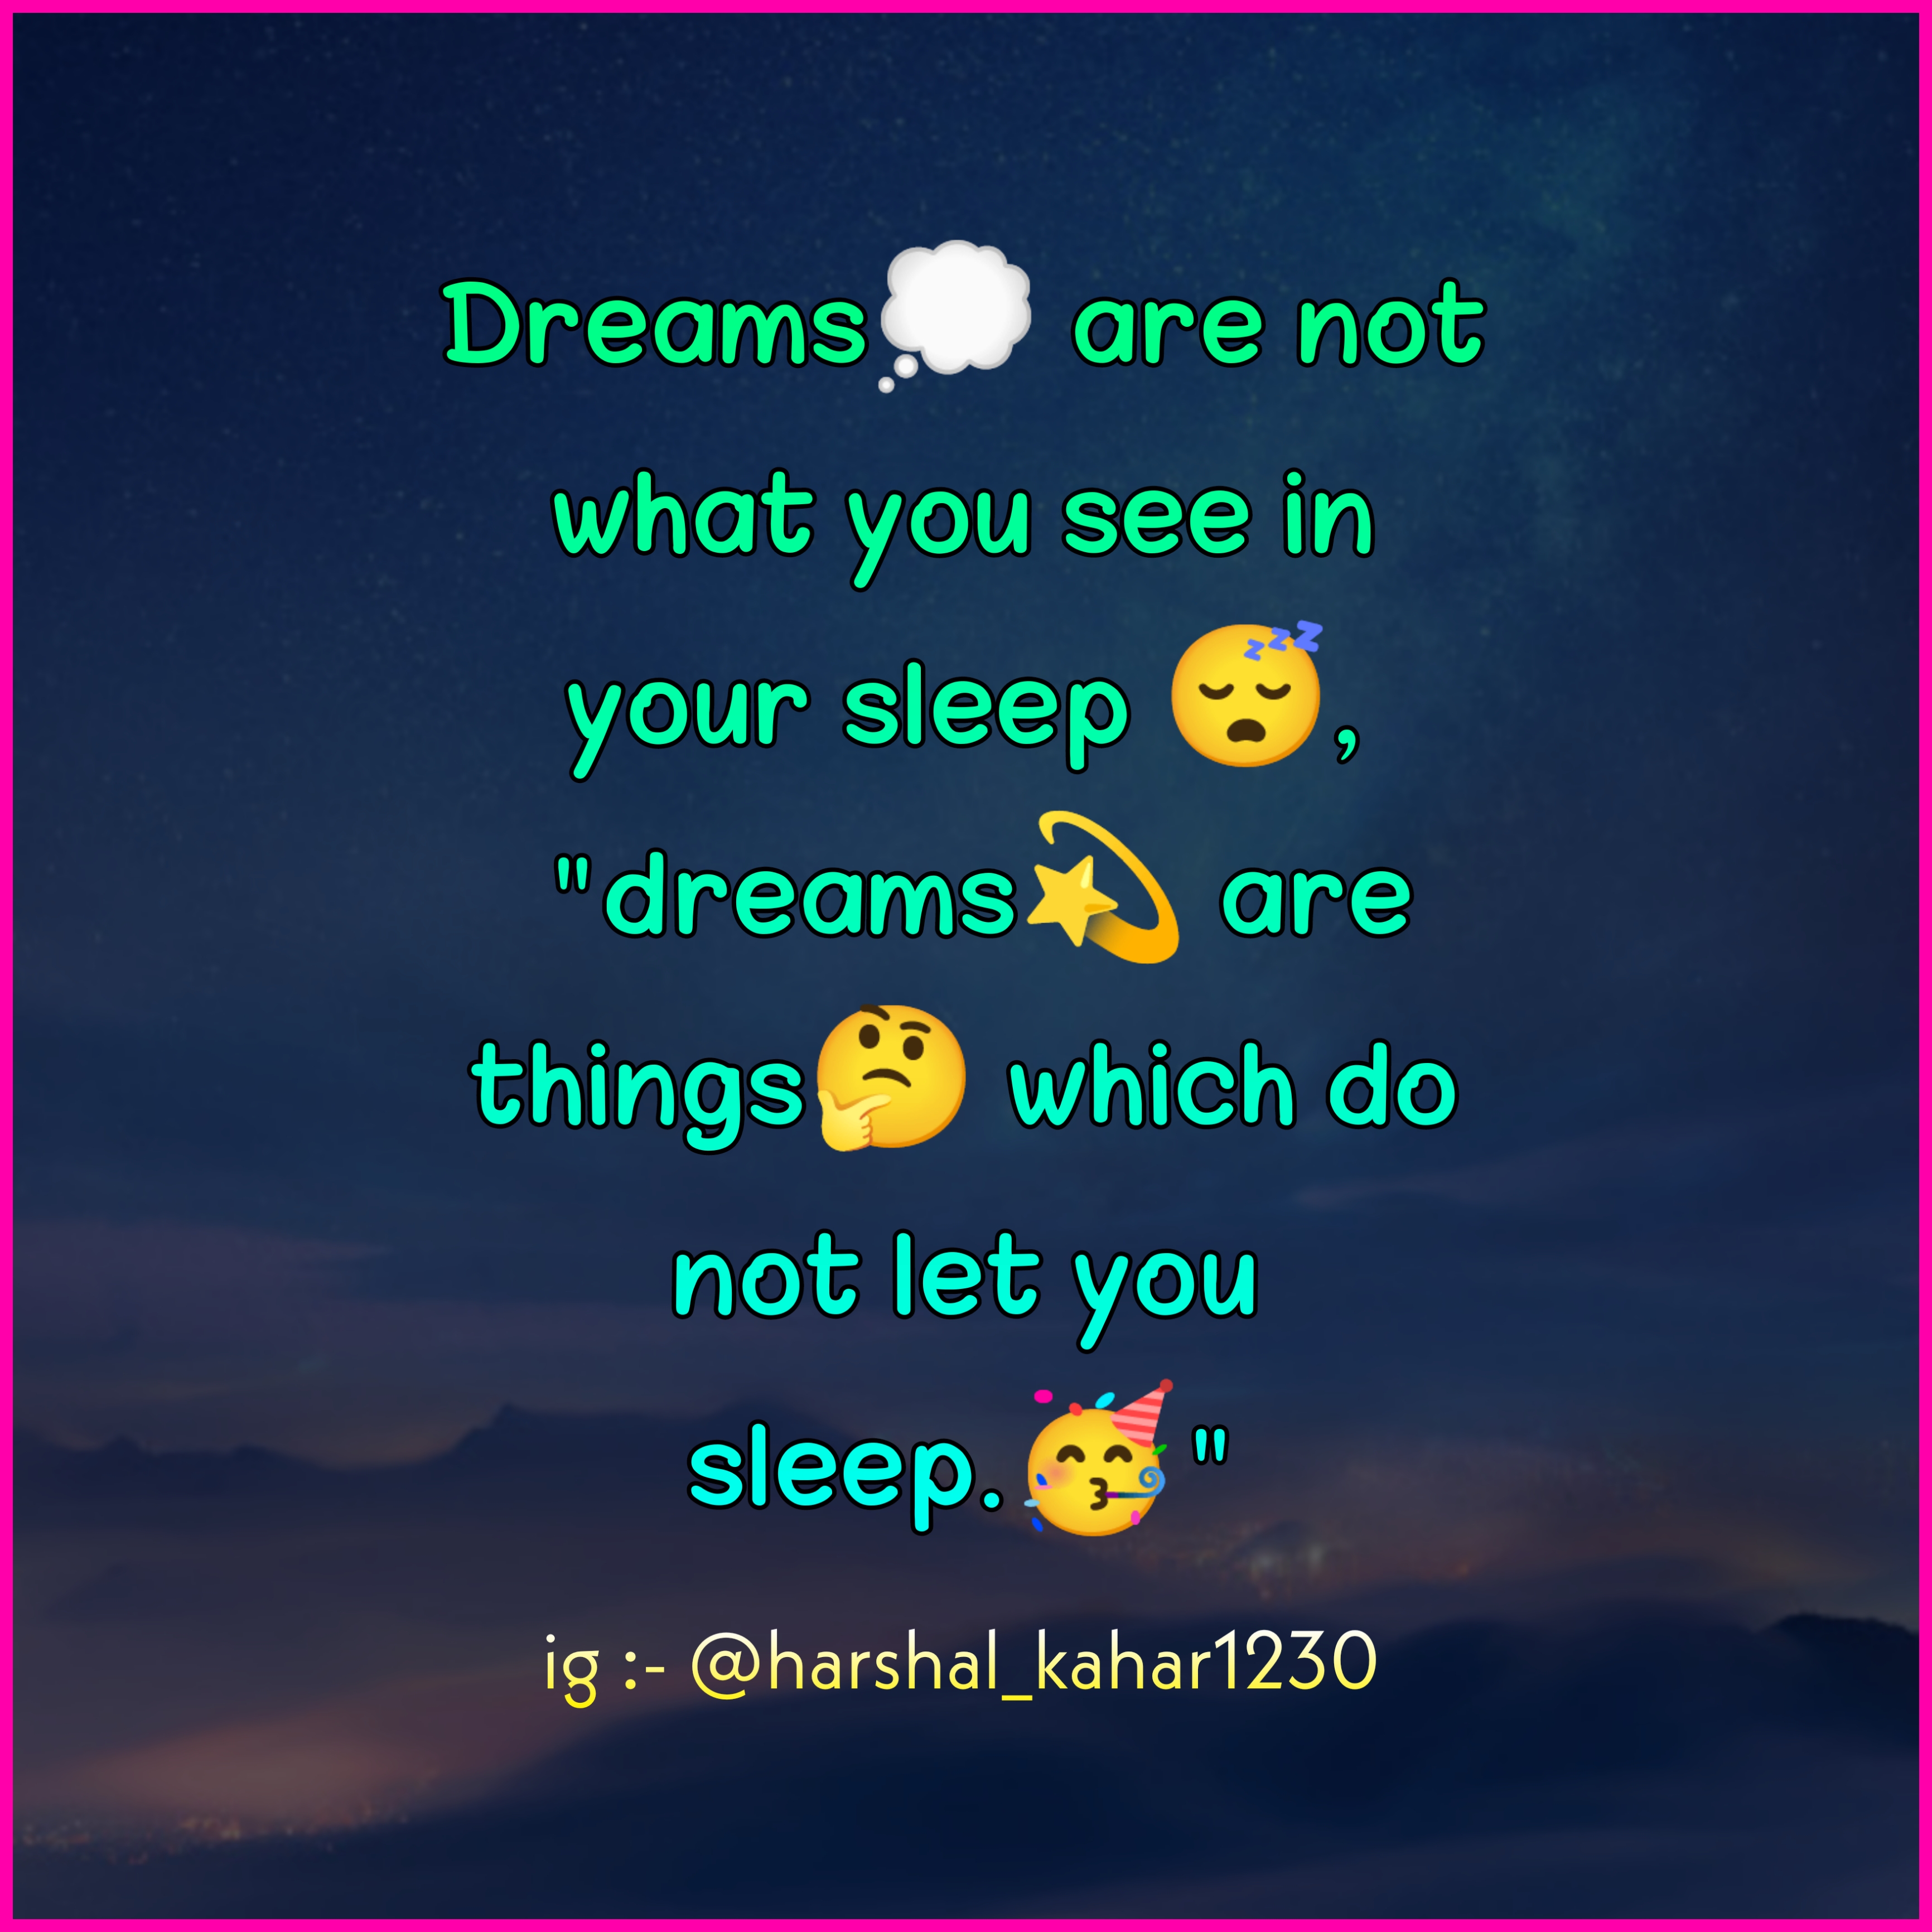 Dreams💭 are not
what you see in
your sleep 😴,
"dreams💫 are
things🤔 which do
not let you
sleep.🥳 "
ig :- @harshal_kahar1230